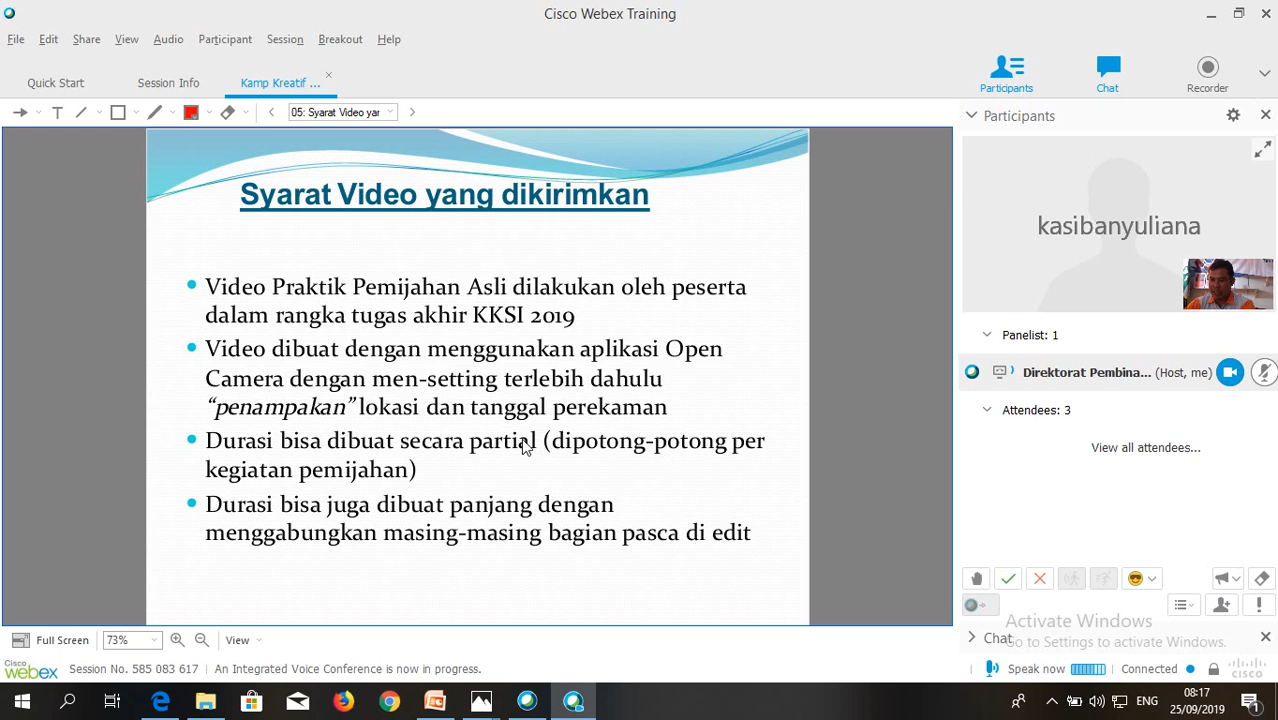 Cisco Webex Training
File Edit Share View Audio Participant Session Breakout Help
Quick Start Session Info Kamp Kreatif ...
Participants Chat Recorder
T 05: Syarat Video yar
Participants
Syarat Video yang dikirimkan
Video Praktik Pemijahan Asli dilakukan oleh peserta
dalam rangka tugas akhir KKSI 2019
Video dibuat dengan menggunakan aplikasi Open
Camera dengan men-setting terlebih dahulu
“penampakan” lokasi dan tanggal perekaman
Durasi bisa dibuat secara partial (dipotong-potong per
kegiatan pemijahan)
Durasi bisa juga dibuat panjang dengan
menggabungkan masing-masing bagian pasca di edit
kasibanyuliana
Panelist: 1
Direktorat Pembina... (Host, me)
Attendees: 3
View all attendees...
Activate Windows
Go to Settings to activate Windows.
Chat
Full Screen 73% View
Cisco webex Session No. 585 083 617 An Integrated Voice Conference is now in progress.
Speak now Connected cisco
ENG
08:17
25/09/2019
1